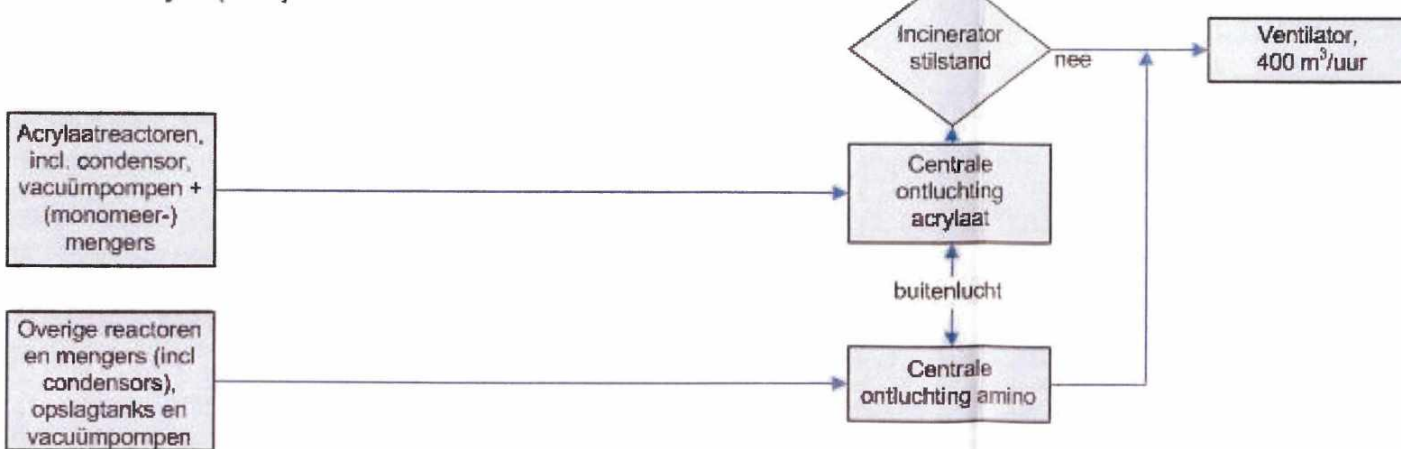 Incinerator
stilstand
nee
Ventilator,
400 m³/uur
Acrylaatreactoren,
incl. condensor,
vacuümpompen +
(monomeer-)
mengers
Centrale
ontluchting
acrylaat
buitenlucht
Overige reactoren
en mengers (incl
condensors),
opslagtanks en
vacuümpompen
Centrale
ontluchting amino